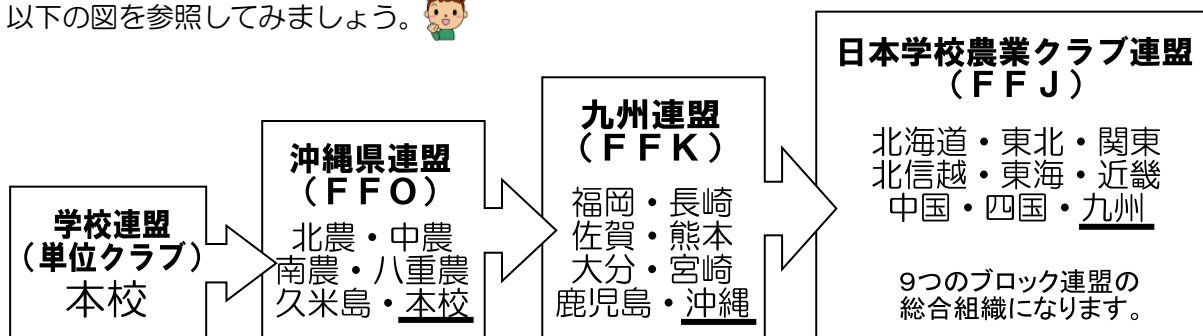 以下の図を参照してみましょう。
学校連盟
(単位クラブ)
本校
沖縄県連盟
(FFO)
北農・中農
南農・八重農
久米島・本校
九州連盟
(FFK)
福岡・長崎
佐賀・熊本
大分・宮崎
鹿児島・沖縄
日本学校農業クラブ連盟
(FFJ)
北海道・東北・関東
北信越・東海・近畿
中国・四国・九州
9つのブロック連盟の
総合組織になります。